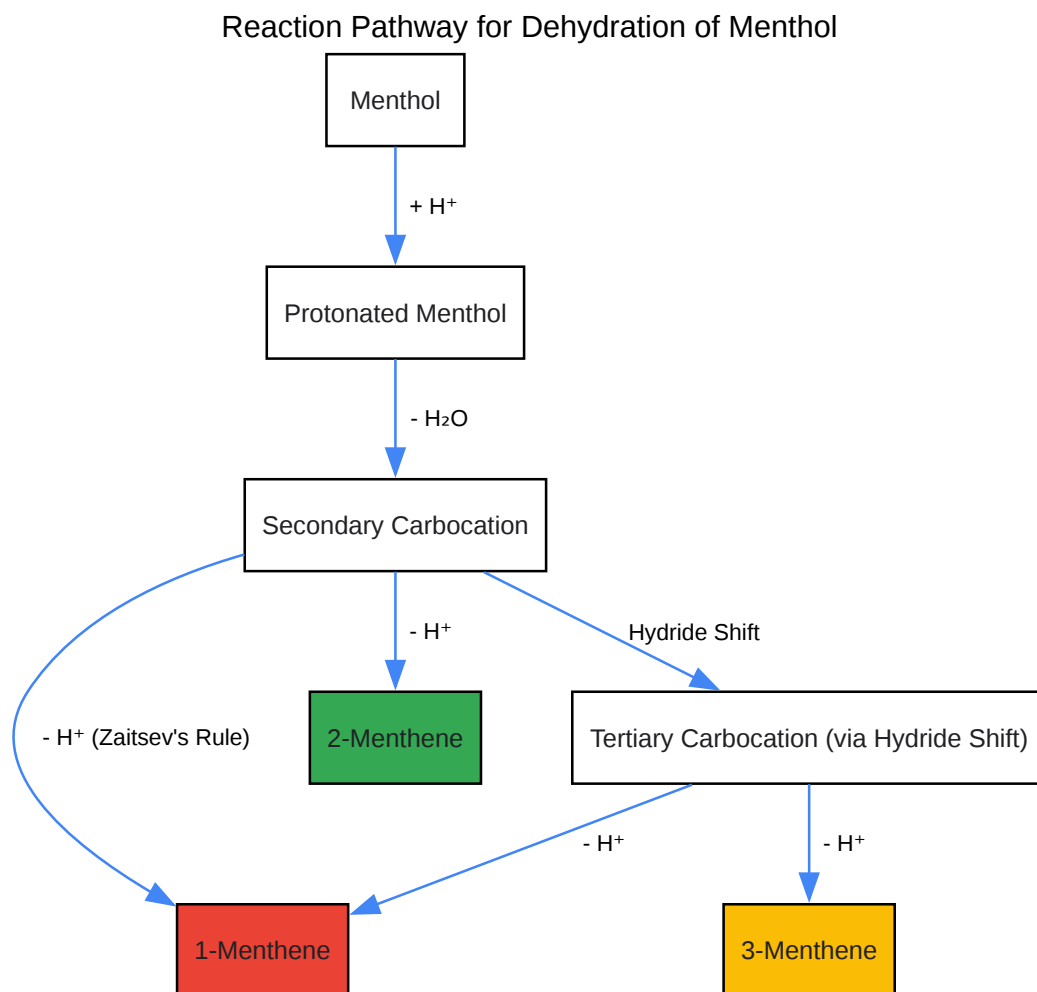 Reaction Pathway for Dehydration of Menthol
Menthol
+ H⁺
Protonated Menthol
- H₂O
Secondary Carbocation
- H⁺
Hydride Shift
- H⁺ (Zaitsev's Rule)
2-Menthene
Tertiary Carbocation (via Hydride Shift)
- H⁺
- H⁺
1-Menthene
3-Menthene